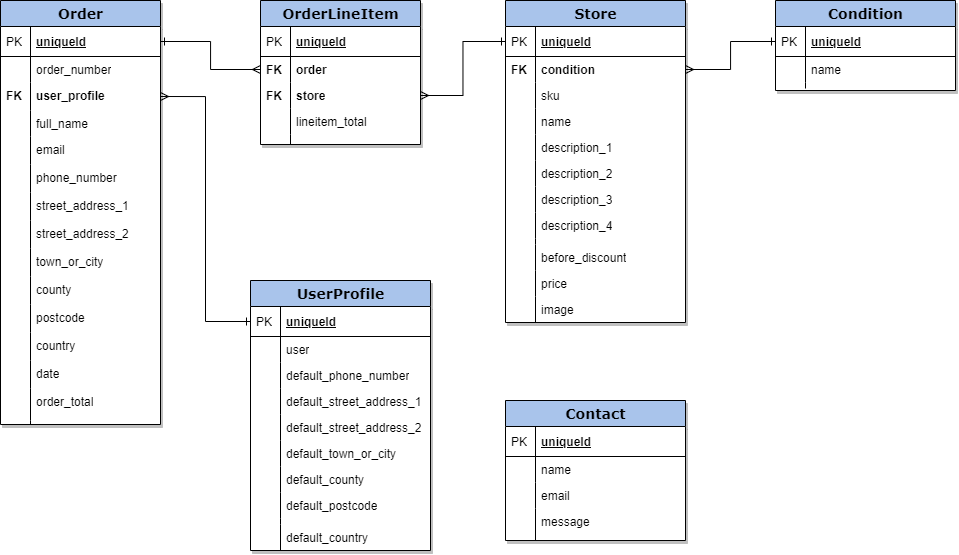 Order
PK uniqueId
order_number
FK user_profile
full_name
email
phone_number
street_address_1
street_address_2
town_or_city
county
postcode
country
date
order_total
OrderLineItem
PK uniqueId
FK order
FK store
lineitem_total
Store
PK uniqueId
FK condition
sku
name
description_1
description_2
description_3
description_4
before_discount
price
image
Condition
PK uniqueId
name
UserProfile
PK uniqueId
user
default_phone_number
default_street_address_1
default_street_address_2
default_town_or_city
default_county
default_postcode
default_country
Contact
PK uniqueId
name
email
message